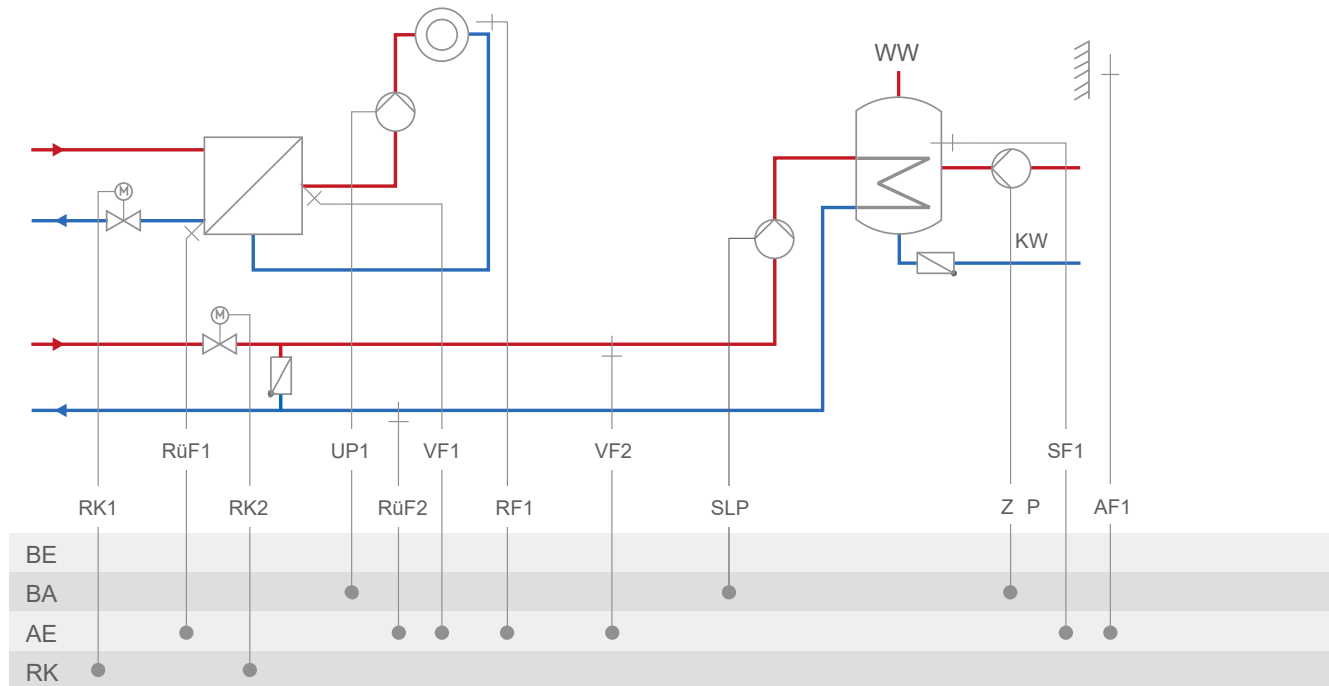 WW
M
KW
M
RüF1 UP1 VF1 VF2 SF1
RK1 RK2 RüF2 RF1 SLP Z P AF1
BE
BA
AE
RK